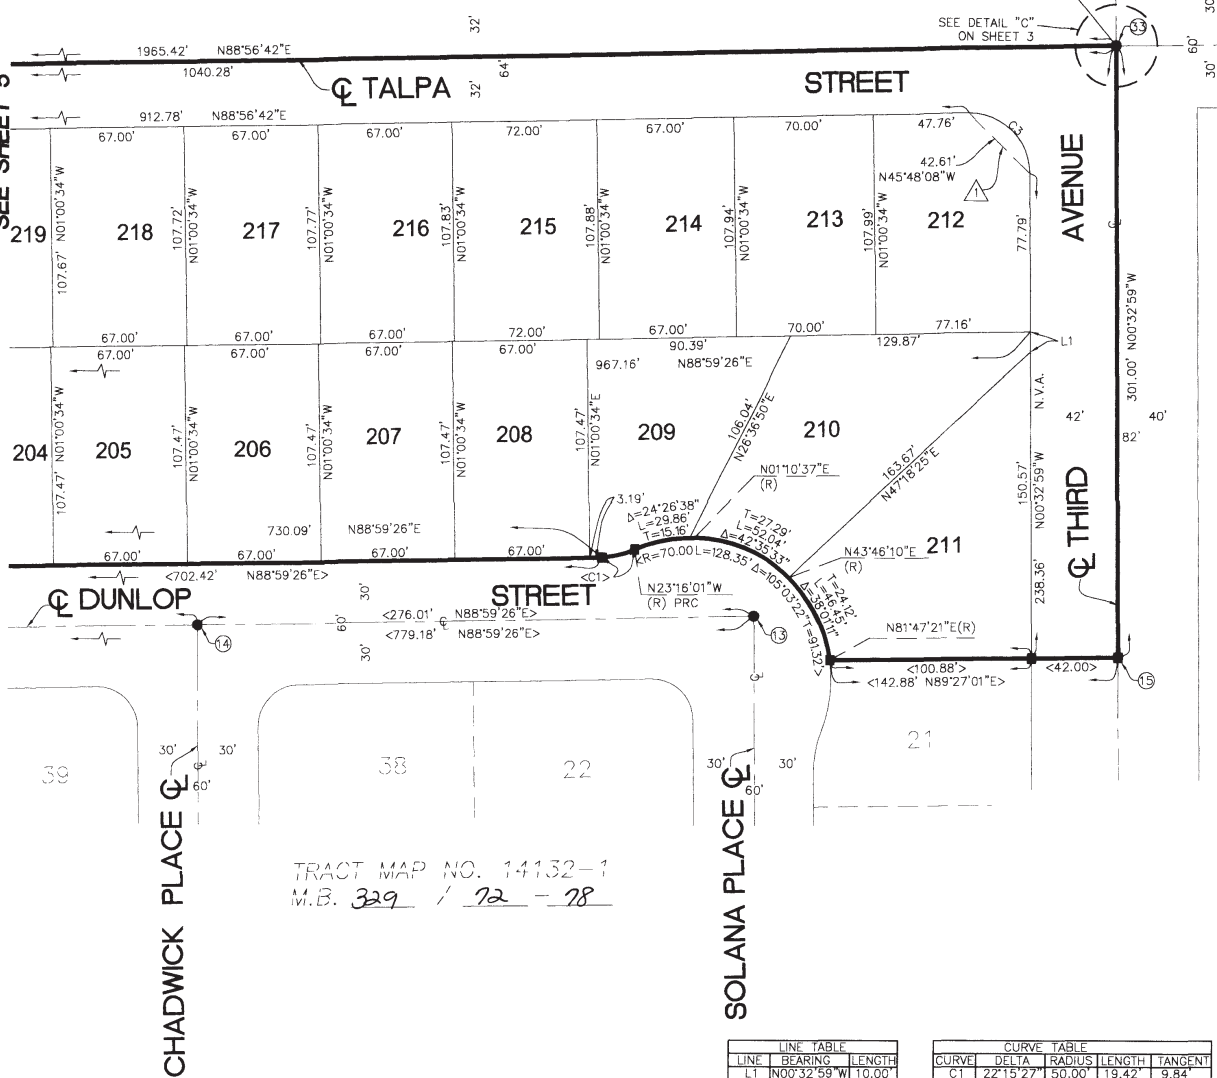 SEE DETAIL "C"
ON SHEET 3
33
32'
30'
60'
30'
1965.42' N88°56'42"E
1040.28'
64'
32'
℄ TALPA STREET
SEE SHEET 5
912.78' N88°56'42"E
67.00' 67.00' 67.00' 72.00' 67.00' 70.00' 47.76'
C3
42.61'
N45°48'08"W
1
AVENUE
219 218 217 216 215 214 213 212
107.67' N01°00'34"W
107.72' N01°00'34"W
107.77' N01°00'34"W
107.83' N01°00'34"W
107.88' N01°00'34"W
107.94' N01°00'34"W
107.99' N01°00'34"W
77.79'
℄
301.00' N00°32'59"W
67.00' 67.00' 67.00' 72.00' 67.00' 70.00' 77.16'
67.00' 67.00' 67.00' 67.00' 90.39' 129.87' L1
967.16' N88°59'26"E
204 205 206 207 208 209 210
107.47' N01°00'34"W
107.47' N01°00'34"W
107.47' N01°00'34"W
107.47' N01°00'34"W
107.47' N01°00'34"E
106.04'
N26°36'50"E
163.67'
N47°18'25"E
N.V.A.
42' 40'
82'
150.57' N00°32'59"W
238.36'
℄ THIRD
N01°10'37"E
(R)
3.19'
Δ=24°26'38"
L=29.86'
T=15.16'
T=27.29'
L=52.04'
Δ=42°35'33"
<R=70.00' L=128.35' Δ=105°03'22" T=91.32'>
T=24.12'
L=46.45'
Δ=38°01'11"
N43°46'10"E
(R)
211
730.09' N88°59'26"E
67.00' 67.00' 67.00' 67.00'
<C1>
<702.42' N88°59'26"E>
N23°16'01"W
(R) PRC
℄ DUNLOP STREET
30'
60'
30'
<276.01' N88°59'26"E>
℄
<779.18' N88°59'26"E>
14
13
N81°47'21"E(R)
<100.88'> <42.00>
<142.88' N89°27'01"E>
15
℄
39 38 22 21
30' 30'
℄
60'
30' 30'
60'
CHADWICK PLACE ℄
SOLANA PLACE ℄
TRACT MAP NO. 14132-1
M.B. 329 / 72 - 78
LINE TABLE
LINE BEARING LENGTH
L1 N00°32'59"W 10.00'
CURVE TABLE
CURVE DELTA RADIUS LENGTH TANGENT
C1 22°15'27" 50.00' 19.42' 9.84'